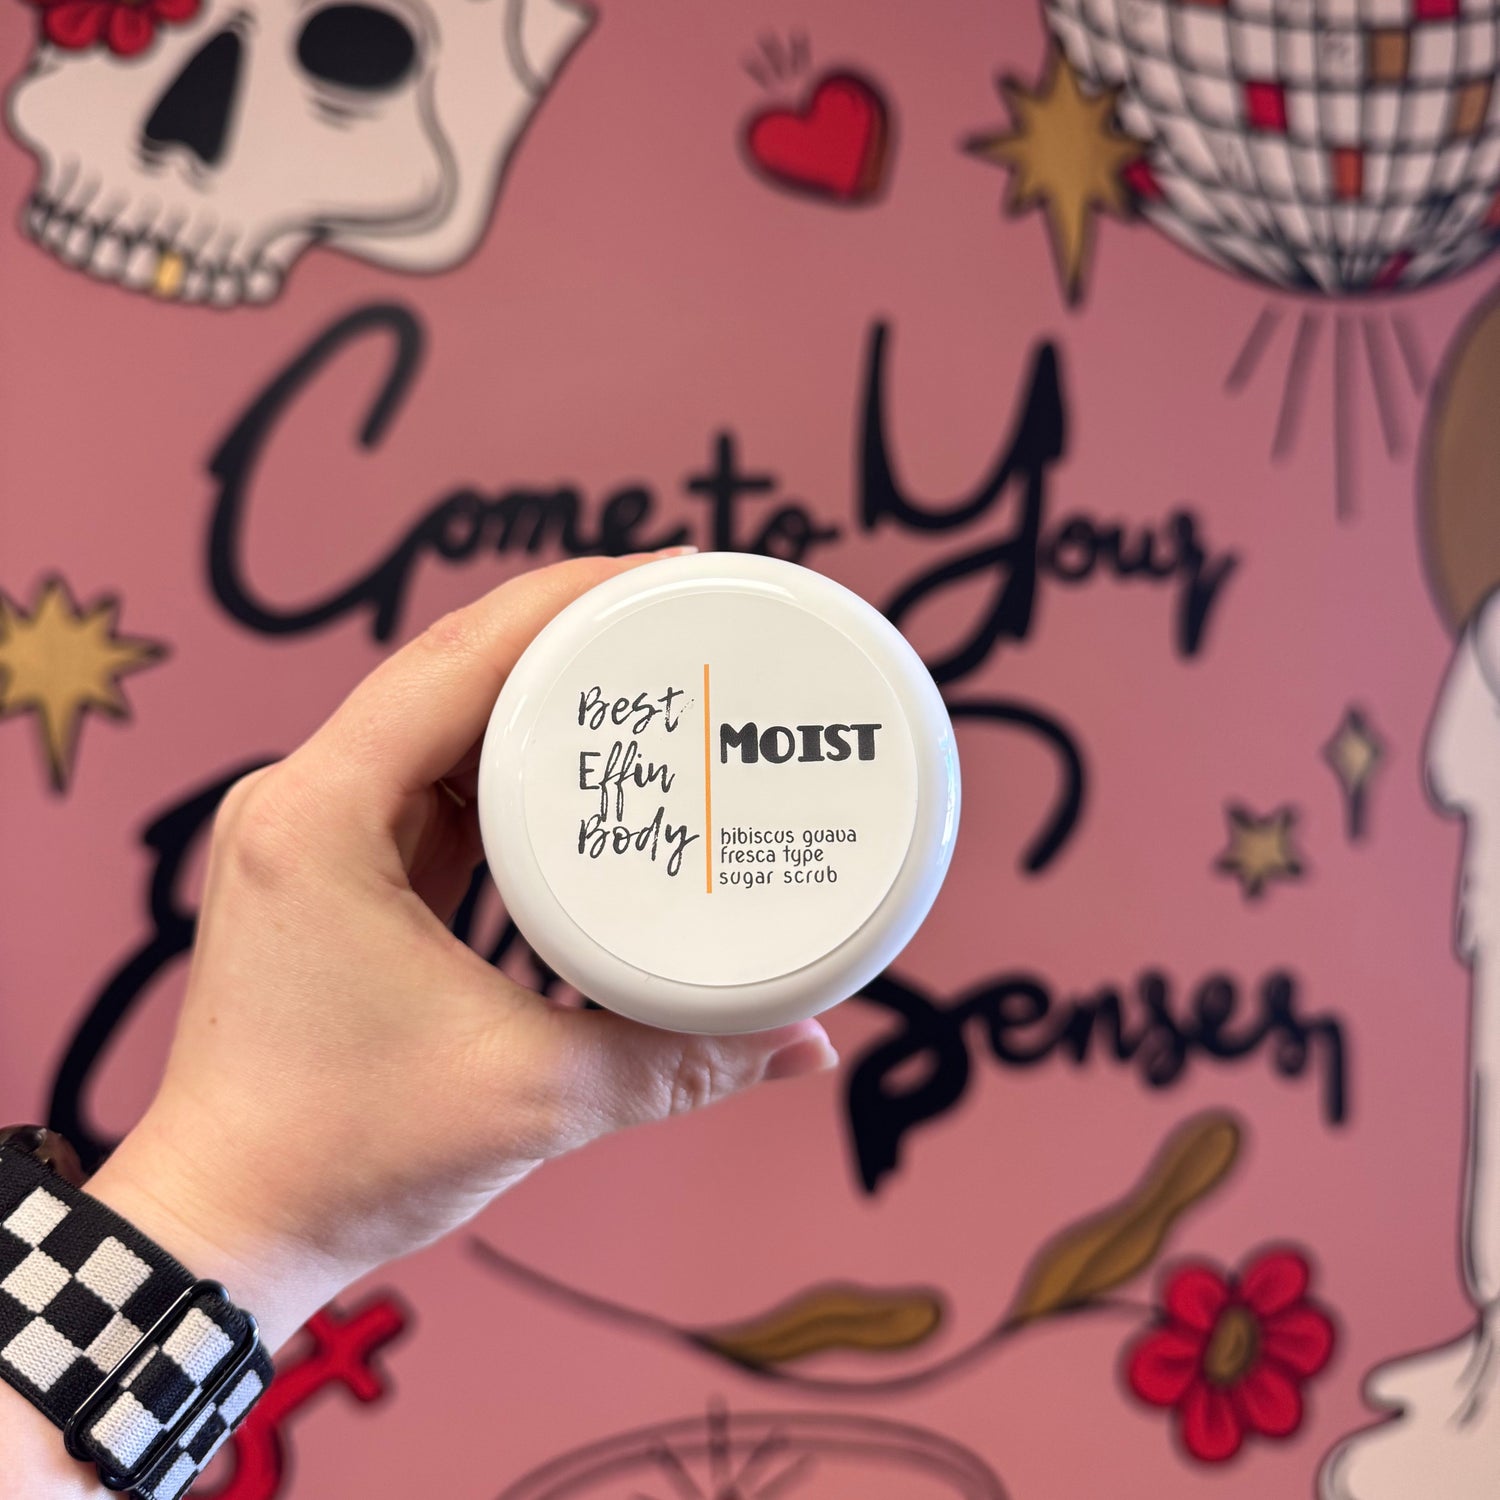 Come to Your
Senses
Best
Effin
Body
MOIST
hibiscus guava
fresca type
sugar scrub